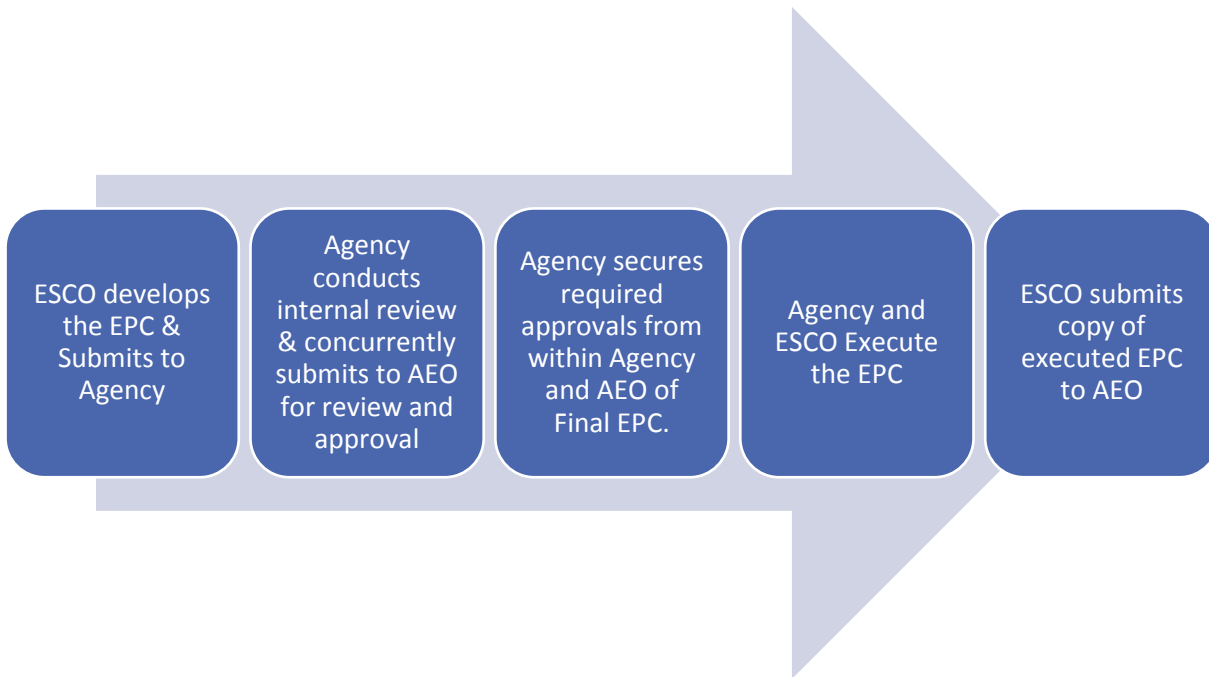 ESCO develops
the EPC &
Submits to
Agency
Agency
conducts
internal review
& concurrently
submits to AEO
for review and
approval
Agency secures
required
approvals from
within Agency
and AEO of
Final EPC.
Agency and
ESCO Execute
the EPC
ESCO submits
copy of
executed EPC
to AEO